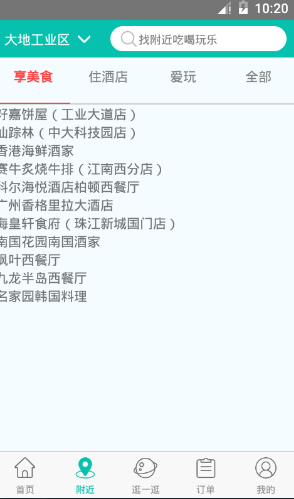 10:20
大地工业区
找附近吃喝玩乐
享美食 住酒店 爱玩 全部
好嘉饼屋（工业大道店）
仙踪林（中大科技园店）
香港海鲜酒家
赛牛炙烧牛排（江南西分店）
科尔海悦酒店柏顿西餐厅
广州香格里拉大酒店
海皇轩食府（珠江新城国门店）
南国花园南国酒家
枫叶西餐厅
九龙半岛西餐厅
名家园韩国料理
首页 附近 逛一逛 订单 我的